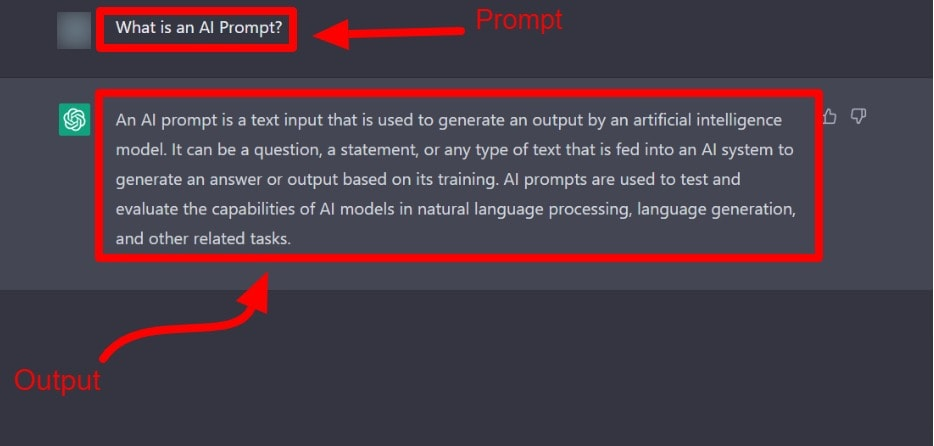 What is an AI Prompt?
Prompt
An AI prompt is a text input that is used to generate an output by an artificial intelligence
model. It can be a question, a statement, or any type of text that is fed into an AI system to
generate an answer or output based on its training. AI prompts are used to test and
evaluate the capabilities of AI models in natural language processing, language generation,
and other related tasks.
Output